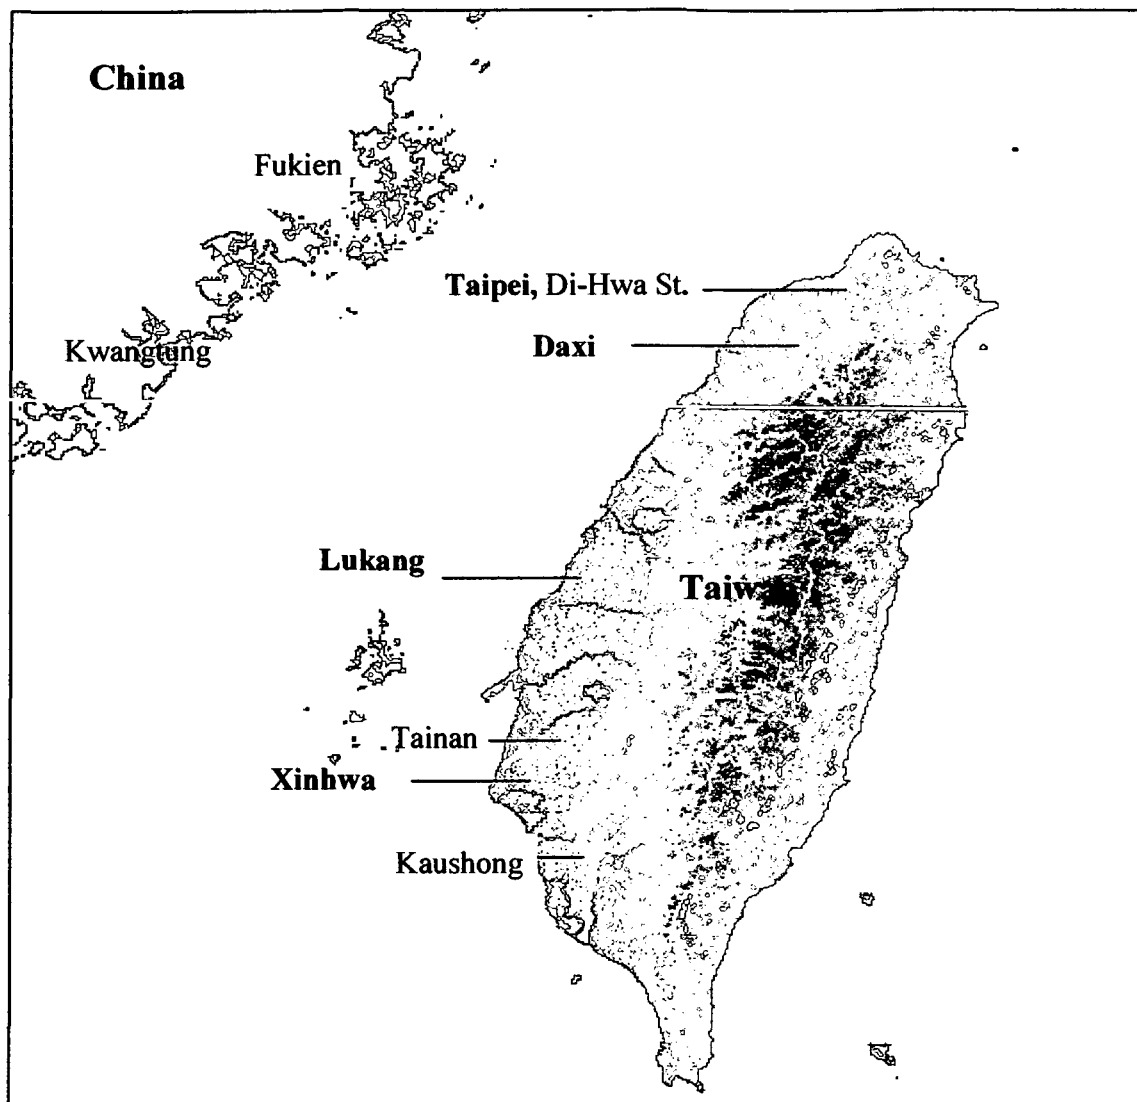 China
Fukien
Taipei, Di-Hwa St.
Daxi
Kwangtung
Lukang
Taiwan
Tainan
Xinhwa
Kaushong